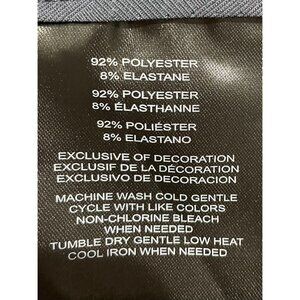 92% POLYESTER
8% ELASTANE
92% POLYESTER
8% ÉLASTHANNE
92% POLIÉSTER
8% ELASTANO
EXCLUSIVE OF DECORATION
EXCLUSIF DE LA DÉCORATION
EXCLUSIVO DE DECORACIÓN
MACHINE WASH COLD GENTLE
CYCLE WITH LIKE COLORS
NON-CHLORINE BLEACH
WHEN NEEDED
TUMBLE DRY GENTLE LOW HEAT
COOL IRON WHEN NEEDED